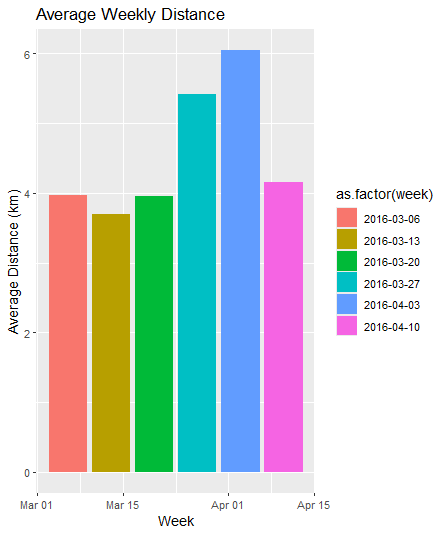 Average Weekly Distance
Average Distance (km)
6
4
2
0
Mar 01
Mar 15
Apr 01
Apr 15
Week
as.factor(week)
2016-03-06
2016-03-13
2016-03-20
2016-03-27
2016-04-03
2016-04-10